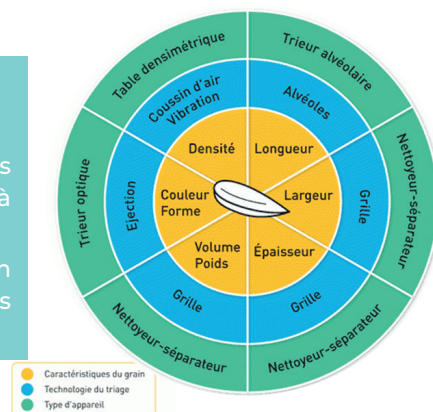 s
à
n
s
Table densimétrique
Trieur alvéolaire
Nettoyeur-séparateur
Nettoyeur-séparateur
Nettoyeur-séparateur
Trieur optique
Coussin d'air
Vibration
Alvéoles
Grille
Grille
Grille
Ejection
Densité
Longueur
Largeur
Épaisseur
Volume
Poids
Couleur
Forme
Caractéristiques du grain
Technologie du triage
Type d'appareil